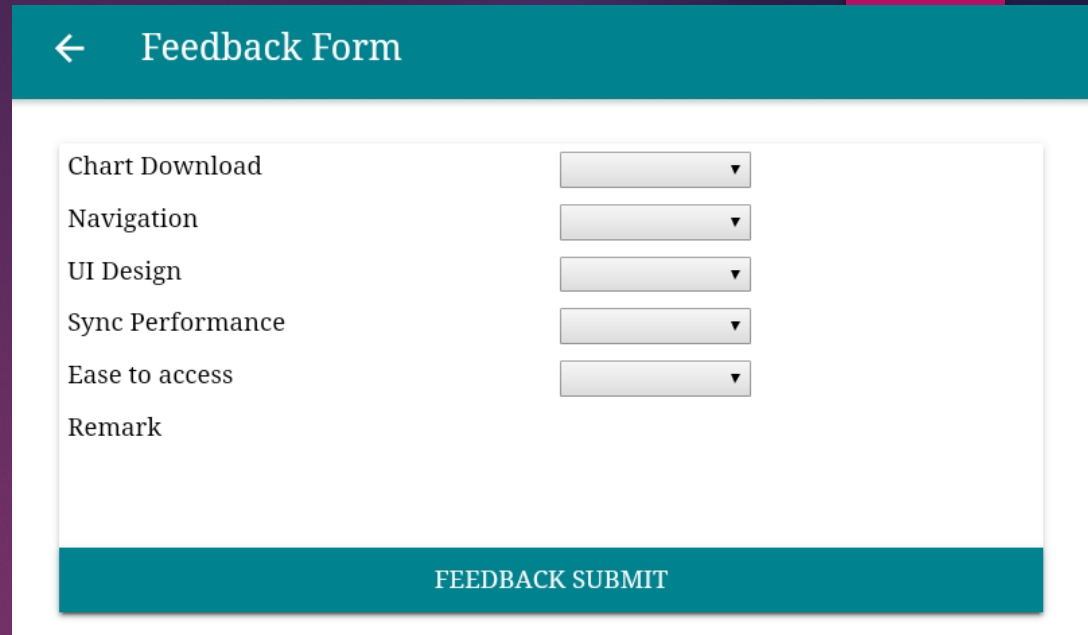 Feedback Form
Chart Download
Navigation
UI Design
Sync Performance
Ease to access
Remark
FEEDBACK SUBMIT